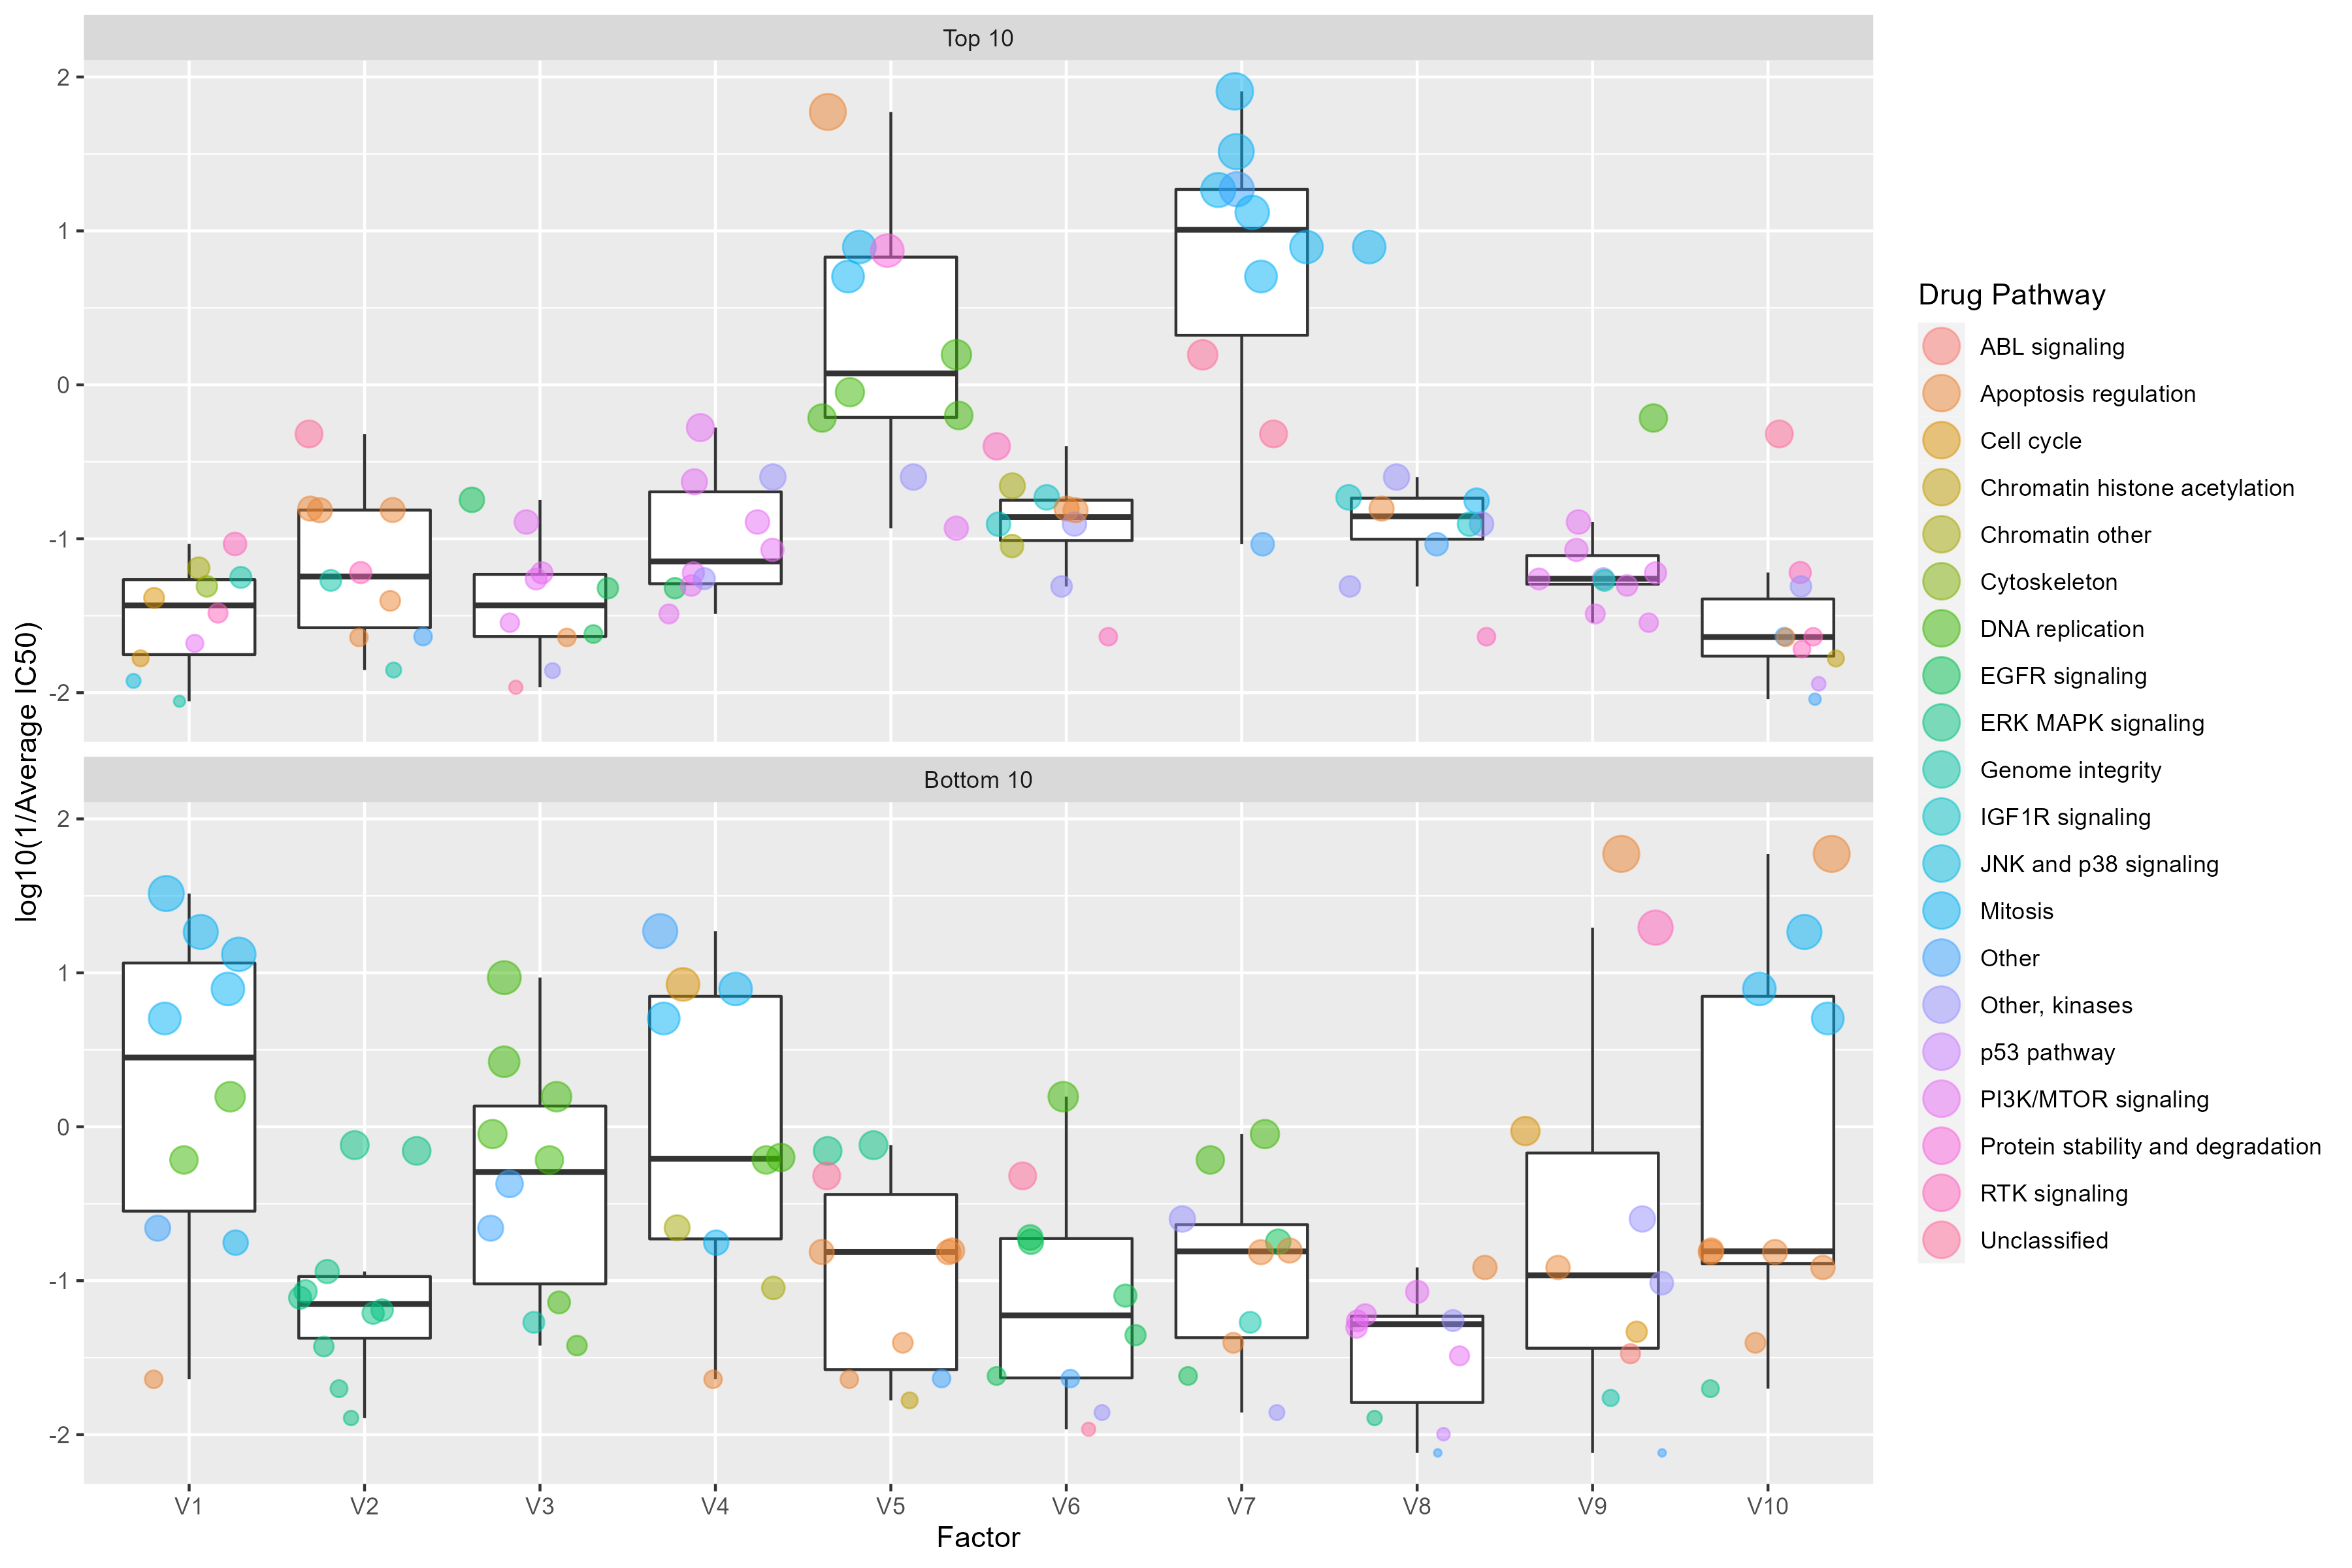 Top 10
2
1
0
-1
-2
Bottom 10
2
1
0
-1
-2
log10(1/Average IC50)
V1 V2 V3 V4 V5 V6 V7 V8 V9 V10
Factor
Drug Pathway
ABL signaling
Apoptosis regulation
Cell cycle
Chromatin histone acetylation
Chromatin other
Cytoskeleton
DNA replication
EGFR signaling
ERK MAPK signaling
Genome integrity
IGF1R signaling
JNK and p38 signaling
Mitosis
Other
Other, kinases
p53 pathway
PI3K/MTOR signaling
Protein stability and degradation
RTK signaling
Unclassified